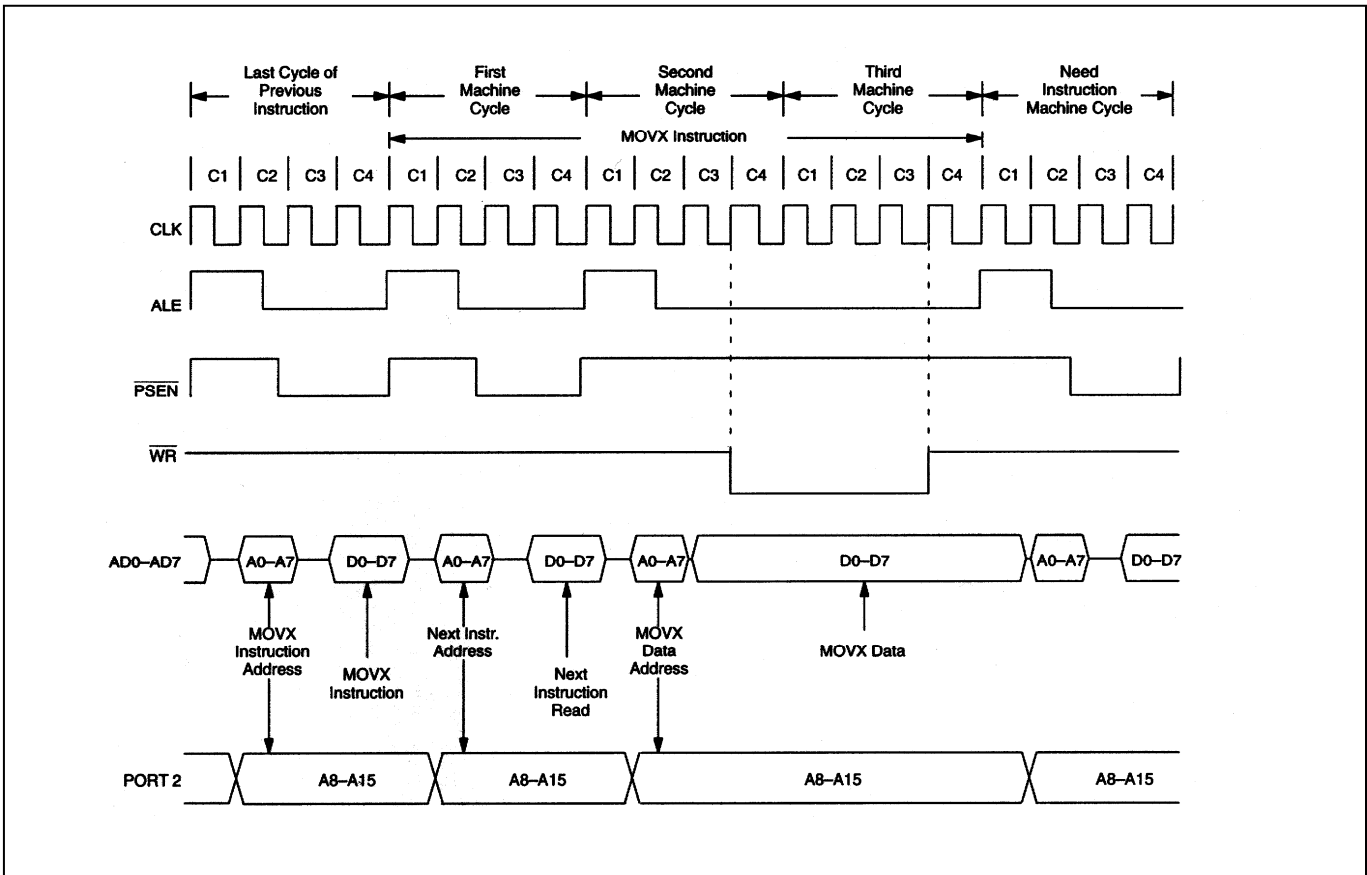 Last Cycle of
Previous
Instruction
First
Machine
Cycle
Second
Machine
Cycle
Third
Machine
Cycle
Need
Instruction
Machine Cycle
MOVX Instruction
C1 C2 C3 C4 C1 C2 C3 C4 C1 C2 C3 C4 C1 C2 C3 C4 C1 C2 C3 C4
CLK
ALE
PSEN
WR
AD0–AD7 A0–A7 D0–D7 A0–A7 D0–D7 A0–A7 D0–D7 A0–A7 D0–D7
MOVX
Instruction
Address
MOVX
Instruction
Next Instr.
Address
Next
Instruction
Read
MOVX
Data
Address
MOVX Data
PORT 2 A8–A15 A8–A15 A8–A15 A8–A15